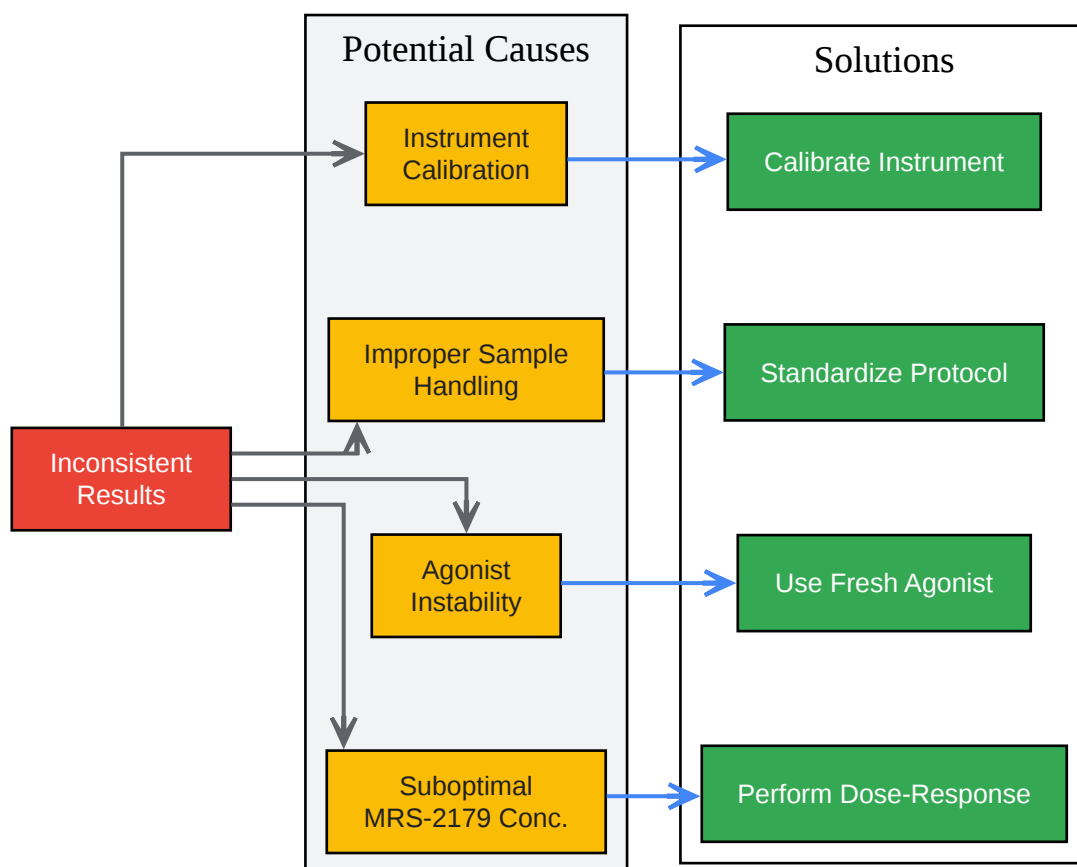 Potential Causes
Solutions
Instrument
Calibration
Calibrate Instrument
Improper Sample
Handling
Standardize Protocol
Inconsistent
Results
Agonist
Instability
Use Fresh Agonist
Suboptimal
MRS-2179 Conc.
Perform Dose-Response